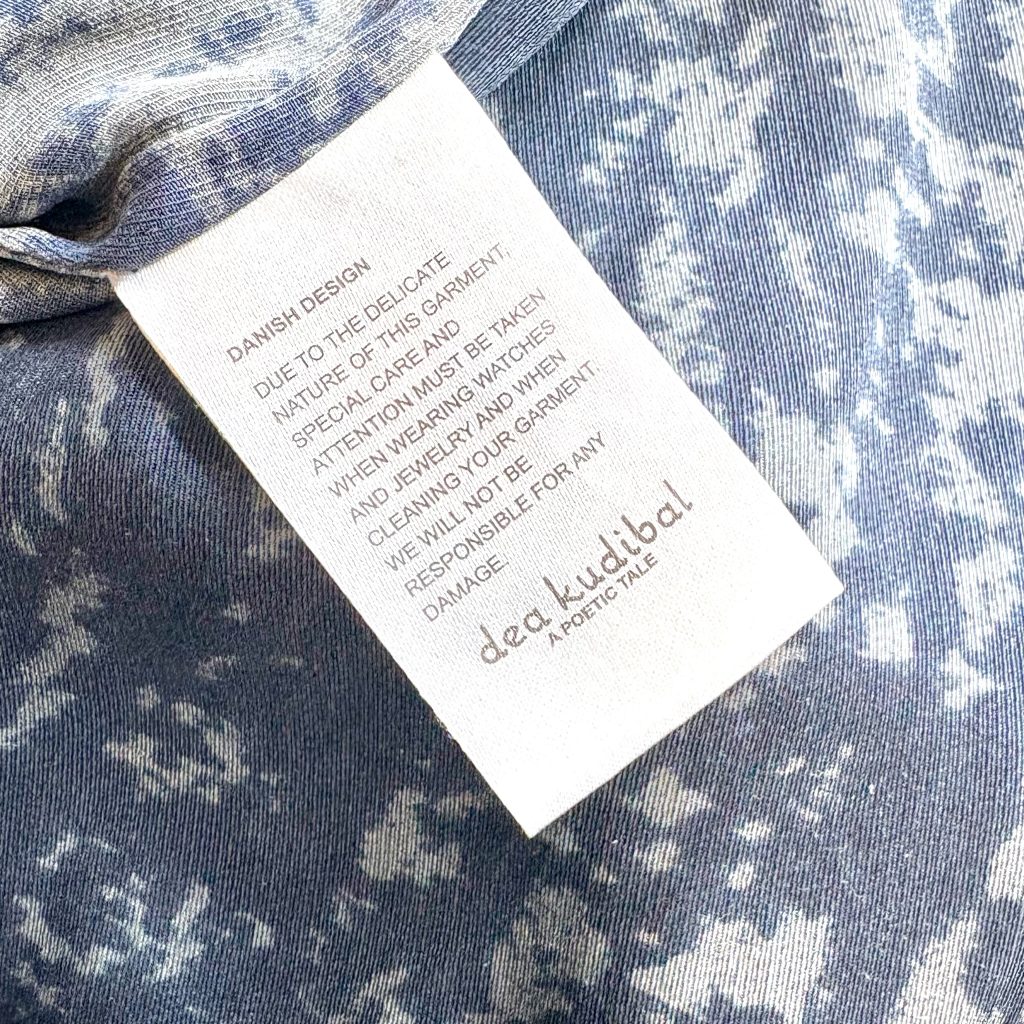 DANISH DESIGN
DUE TO THE DELICATE
NATURE OF THIS GARMENT,
SPECIAL CARE AND
ATTENTION MUST BE TAKEN
WHEN WEARING WATCHES
AND JEWELRY AND WHEN
CLEANING YOUR GARMENT.
WE WILL NOT BE
RESPONSIBLE FOR ANY
DAMAGE.
dea kudibal
A POETIC TALE